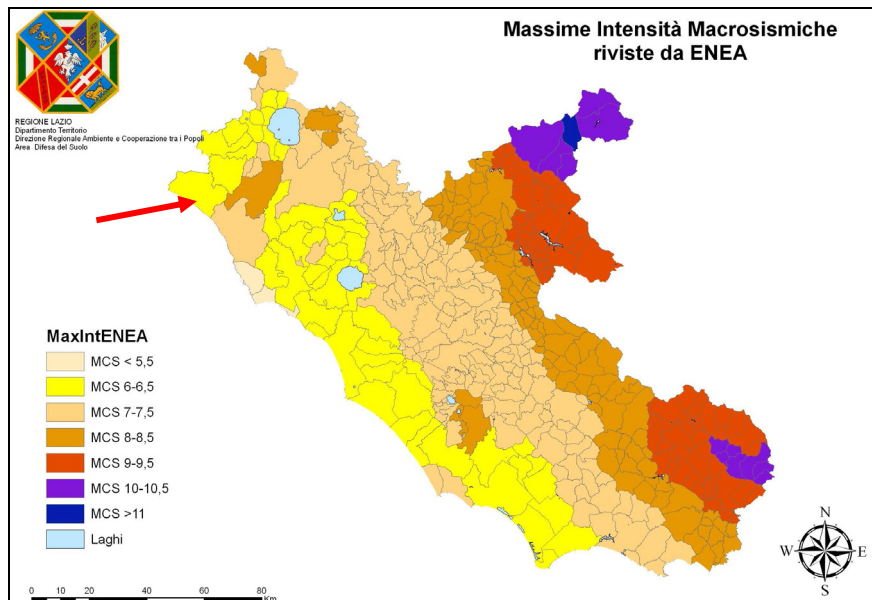 Massime Intensità Macrosismiche
riviste da ENEA
REGIONE LAZIO
Dipartimento Territorio
Direzione Regionale Ambiente e Cooperazione tra i Popoli
Area Difesa del Suolo
MaxIntENEA
MCS < 5,5
MCS 6-6,5
MCS 7-7,5
MCS 8-8,5
MCS 9-9,5
MCS 10-10,5
MCS >11
Laghi
N
W E
S
0 10 20 40 60 80
Km